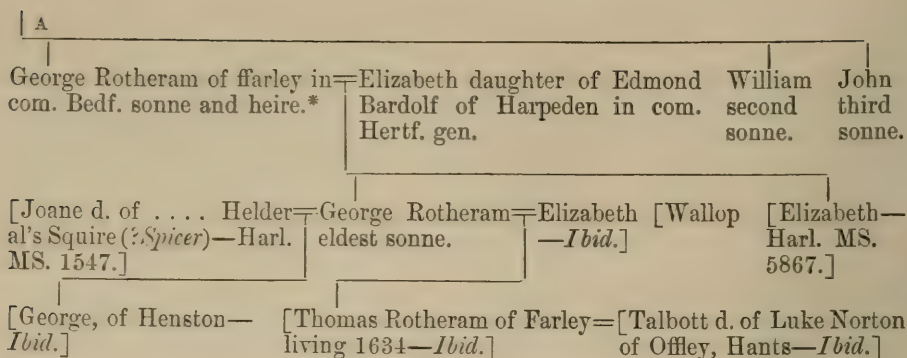 A
George Rotheram of ffarley in=Elizabeth daughter of Edmond
com. Bedf. sonne and heire.*
Bardolf of Harpeden in com.
Hertf. gen.
William
second
sonne.
John
third
sonne.
[Joane d. of .... Helder=George Rotheram=Elizabeth [Wallop
al's Squire (?Spicer)—Harl.
MS. 1547.]
eldest sonne.
—Ibid.]
[Elizabeth—
Harl. MS.
5867.]
[George, of Henston—
Ibid.]
[Thomas Rotheram of Farley=[Talbott d. of Luke Norton
living 1634—Ibid.]
of Offley, Hants—Ibid.]